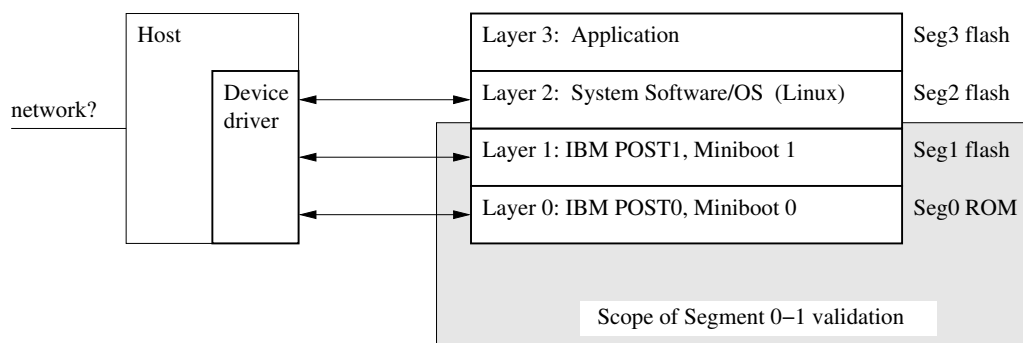 Host
Layer 3: Application Seg3 flash
network?
Device
driver
Layer 2: System Software/OS (Linux) Seg2 flash
Layer 1: IBM POST1, Miniboot 1 Seg1 flash
Layer 0: IBM POST0, Miniboot 0 Seg0 ROM
Scope of Segment 0−1 validation